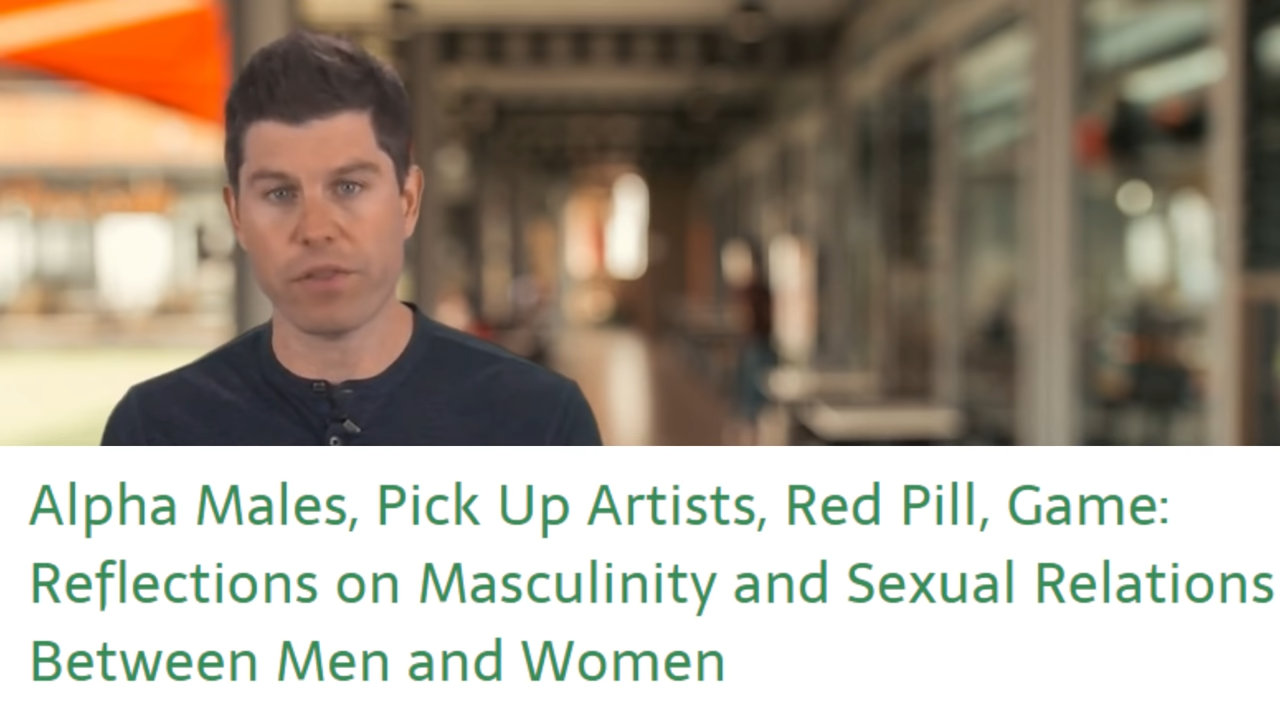 Alpha Males, Pick Up Artists, Red Pill, Game:
Reflections on Masculinity and Sexual Relations
Between Men and Women